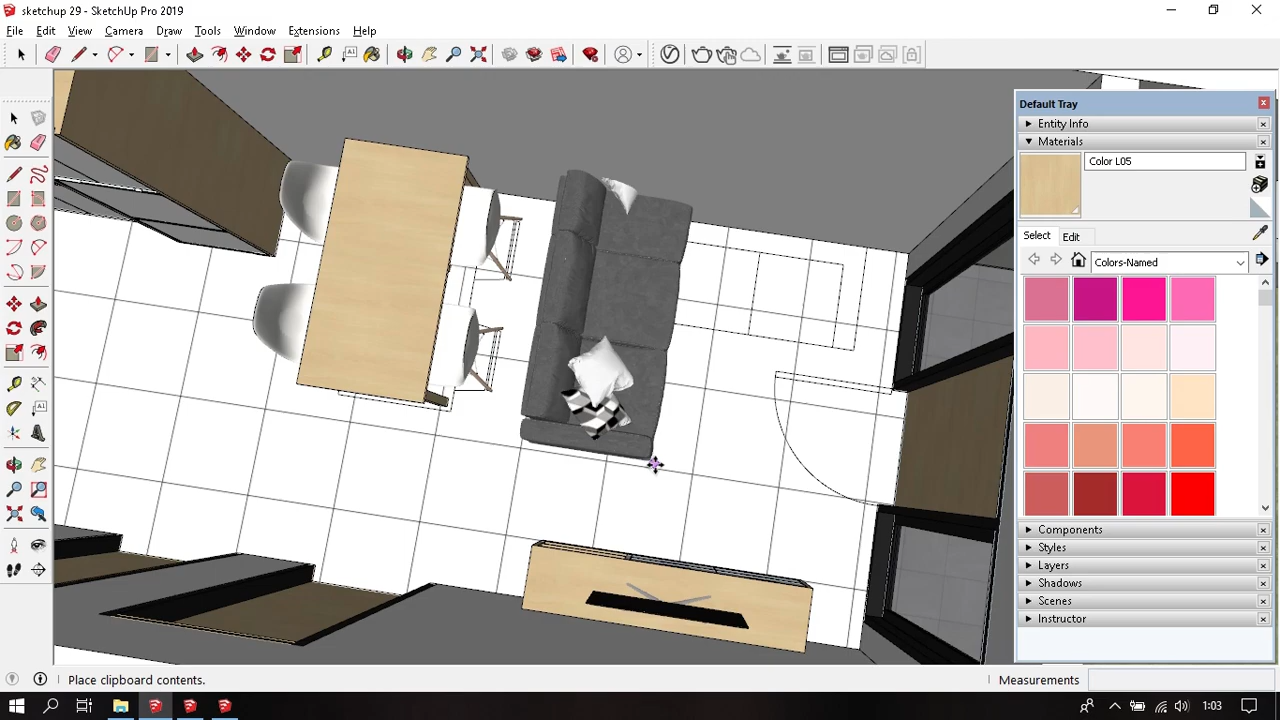 sketchup 29 - SketchUp Pro 2019
File Edit View Camera Draw Tools Window Extensions Help
Default Tray
Entity Info
Materials
Color L05
Select Edit
Colors-Named
Components
Styles
Layers
Shadows
Scenes
Instructor
Place clipboard contents.
Measurements
1:03